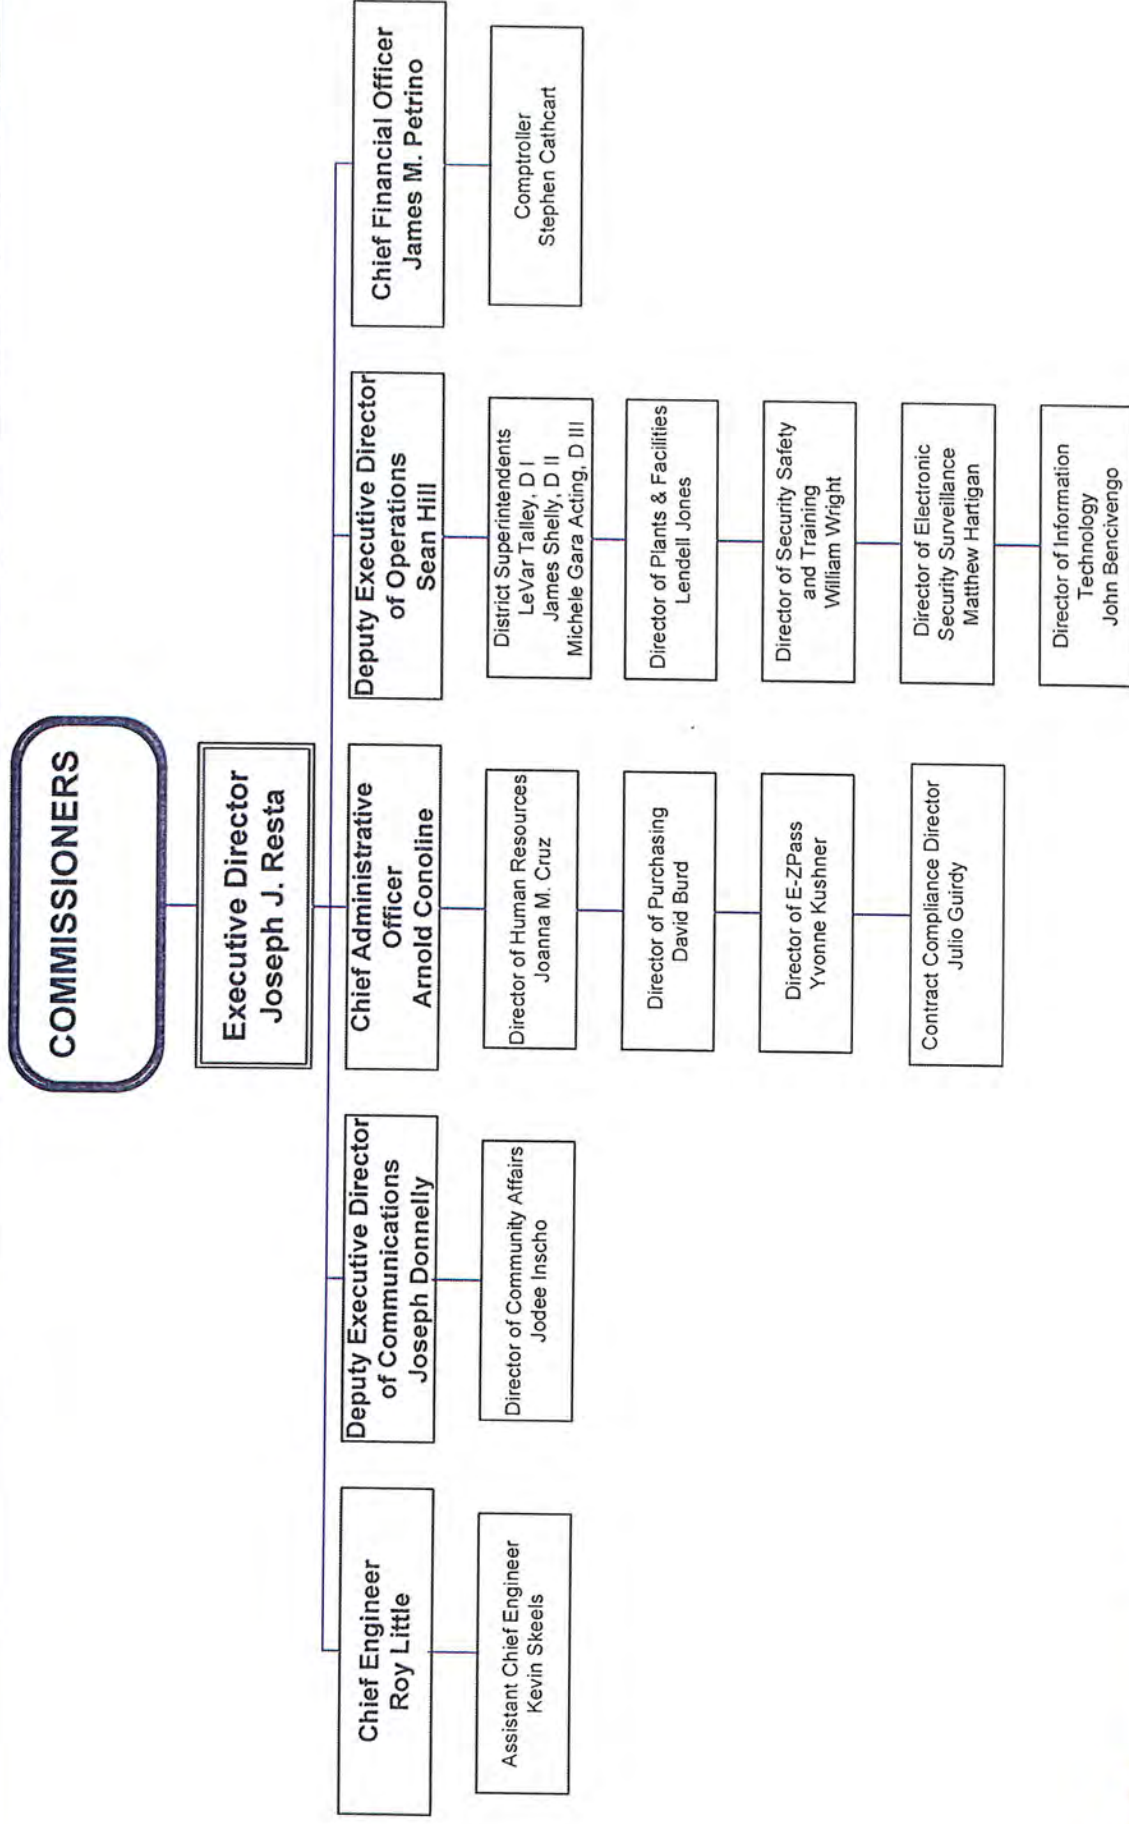 COMMISSIONERS
Executive Director
Joseph J. Resta
Chief Engineer
Roy Little
Assistant Chief Engineer
Kevin Skeels
Deputy Executive Director
of Communications
Joseph Donnelly
Director of Community Affairs
Jodee Inscho
Chief Administrative
Officer
Arnold Conoline
Director of Human Resources
Joanna M. Cruz
Director of Purchasing
David Burd
Director of E-ZPass
Yvonne Kushner
Contract Compliance Director
Julio Guirdy
Deputy Executive Director
of Operations
Sean Hill
District Superintendents
LeVar Talley, D I
James Shelly, D II
Michele Gara Acting, D III
Director of Plants & Facilities
Lendell Jones
Director of Security Safety
and Training
William Wright
Director of Electronic
Security Surveillance
Matthew Hartigan
Director of Information
Technology
John Bencivengo
Chief Financial Officer
James M. Petrino
Comptroller
Stephen Cathcart